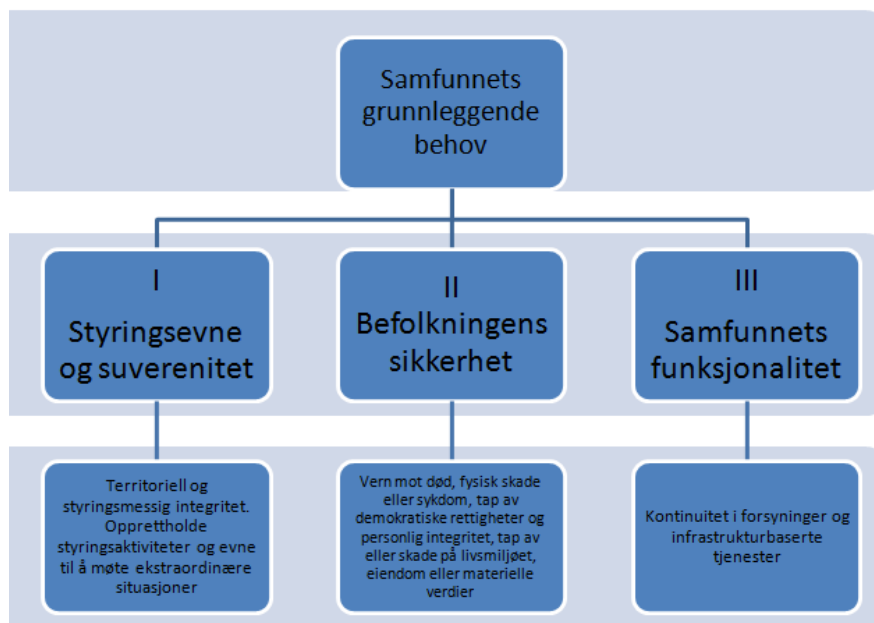 Samfunnets
grunnleggende
behov
I
Styringsevne
og suverenitet
II
Befolkningens
sikkerhet
III
Samfunnets
funksjonalitet
Territoriell og
styringsmessig integritet.
Opprettholde
styringsaktiviteter og evne
til å møte ekstraordinære
situasjoner
Vern mot død, fysisk skade
eller sykdom, tap av
demokratiske rettigheter og
personlig integritet, tap av
eller skade på livsmiljøet,
eiendom eller materielle
verdier
Kontinuitet i forsyninger og
infrastrukturbaserte
tjenester